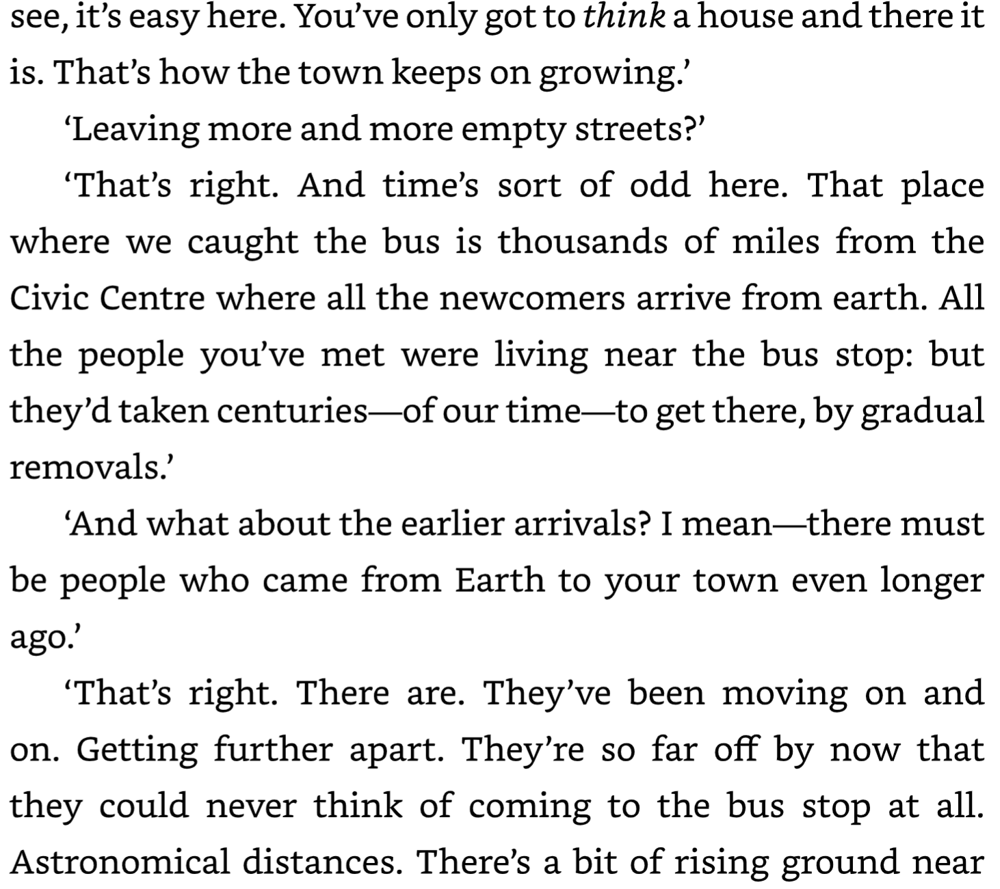 see, it’s easy here. You’ve only got to think a house and there it
is. That’s how the town keeps on growing.’
‘Leaving more and more empty streets?’
‘That’s right. And time’s sort of odd here. That place
where we caught the bus is thousands of miles from the
Civic Centre where all the newcomers arrive from earth. All
the people you’ve met were living near the bus stop: but
they’d taken centuries—of our time—to get there, by gradual
removals.’
‘And what about the earlier arrivals? I mean—there must
be people who came from Earth to your town even longer
ago.’
‘That’s right. There are. They’ve been moving on and
on. Getting further apart. They’re so far off by now that
they could never think of coming to the bus stop at all.
Astronomical distances. There’s a bit of rising ground near